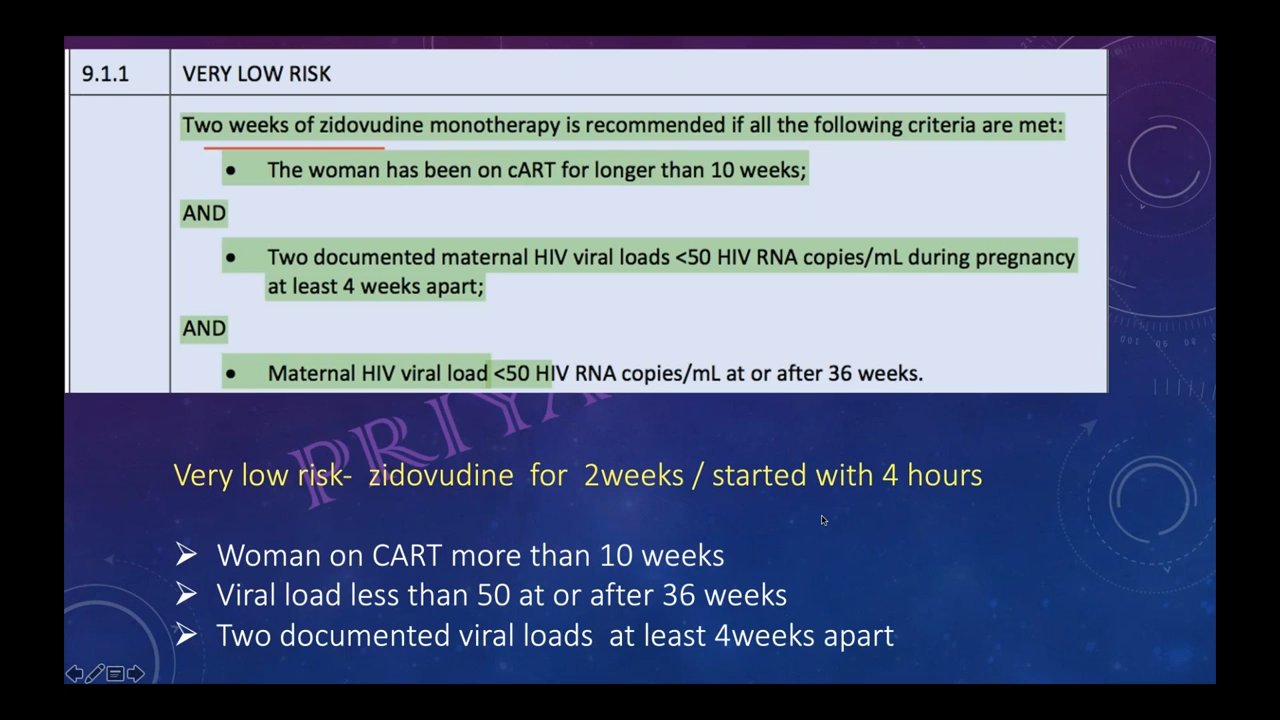 9.1.1 VERY LOW RISK
Two weeks of zidovudine monotherapy is recommended if all the following criteria are met:
• The woman has been on cART for longer than 10 weeks;
AND
• Two documented maternal HIV viral loads <50 HIV RNA copies/mL during pregnancy
at least 4 weeks apart;
AND
• Maternal HIV viral load <50 HIV RNA copies/mL at or after 36 weeks.
Very low risk- zidovudine for 2weeks / started with 4 hours
➢ Woman on CART more than 10 weeks
➢ Viral load less than 50 at or after 36 weeks
➢ Two documented viral loads at least 4weeks apart